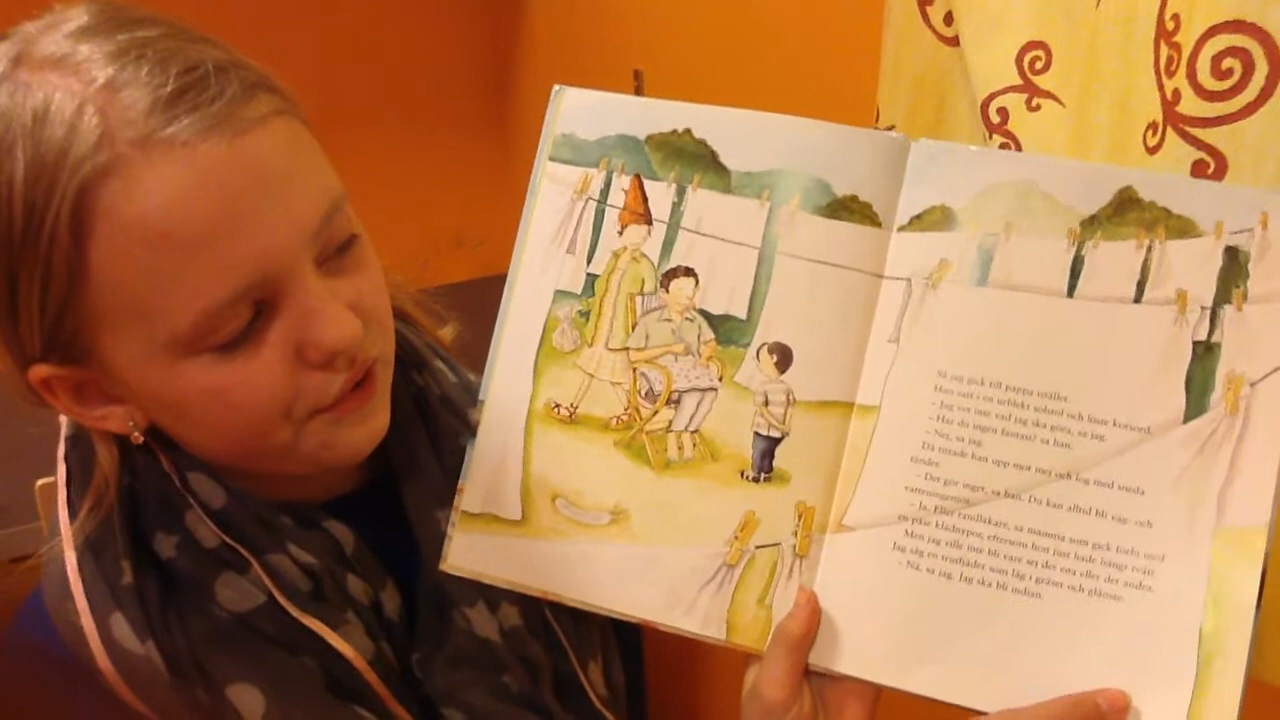 Så jag gick till pappa istället.
Han satt i en urblekt solstol och löste korsord.
– Jag vet inte vad jag ska göra, sa jag.
– Har du ingen fantasi? sa han.
– Nej, sa jag.
Då tittade han upp mot mej och log med sneda
tänder.
– Det gör inget, sa han. Du kan alltid bli väg- och
vatteningenjör.
– Ja. Eller tandläkare, sa mamma som gick förbi med
en påse klädnypor, eftersom hon just hade hängt tvätt.
Men jag ville inte bli vare sej det ena eller det andra.
Jag såg en trutfjäder som låg i gräset och glänste.
– Nä, sa jag. Jag ska bli indian.